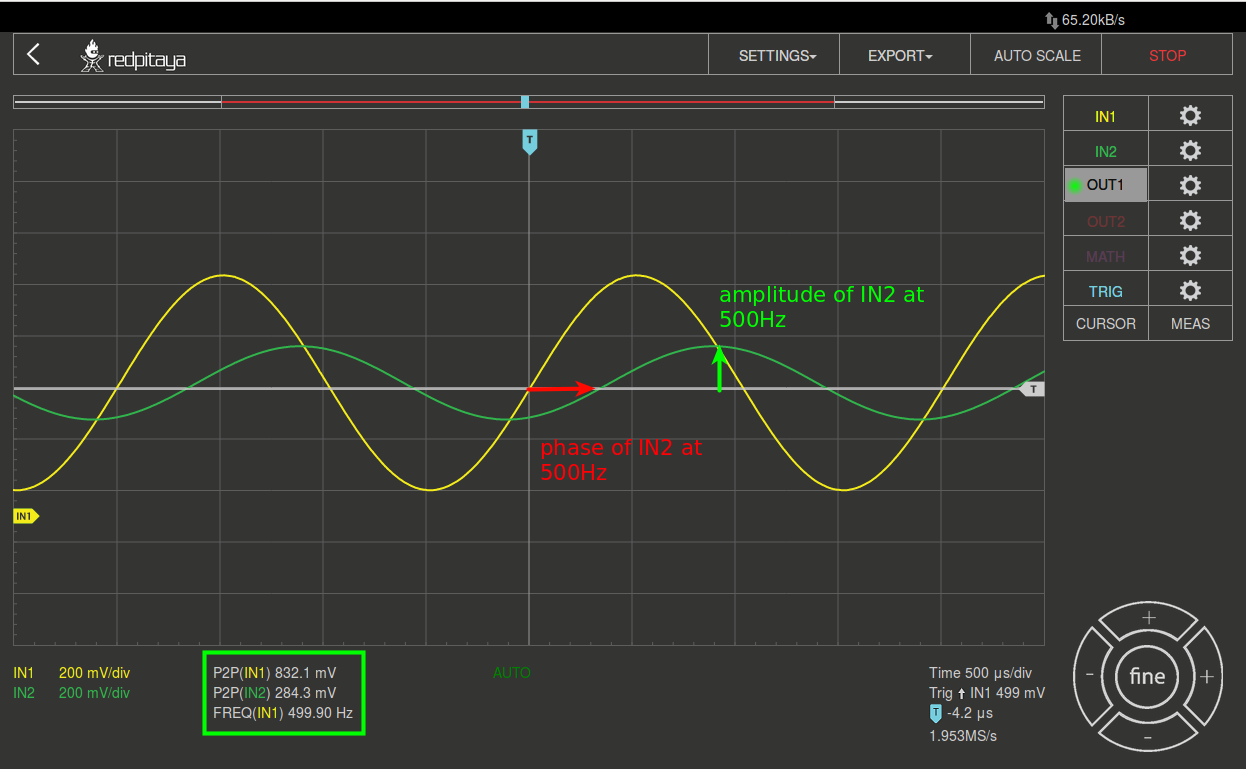 65.20kB/s
redpitaya
SETTINGS
EXPORT
AUTO SCALE
STOP
IN1
IN2
OUT1
OUT2
MATH
TRIG
CURSOR MEAS
T
amplitude of IN2 at
500Hz
T
phase of IN2 at
500Hz
IN1
+
- fine +
-
IN1 200 mV/div
IN2 200 mV/div
P2P(IN1) 832.1 mV
P2P(IN2) 284.3 mV
FREQ(IN1) 499.90 Hz
AUTO
Time 500 µs/div
Trig IN1 499 mV
T -4.2 µs
1.953MS/s